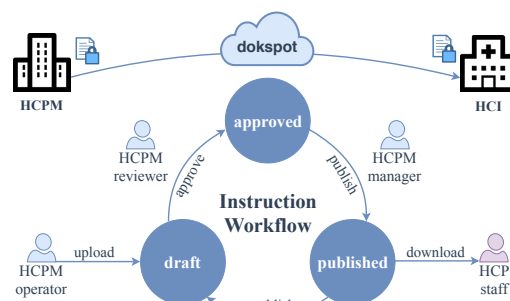 dokspot
HCPM
HCI
approved
HCPM
reviewer
HCPM
manager
approve
publish
Instruction
Workflow
upload
draft
published
download
HCPM
operator
HCP
staff